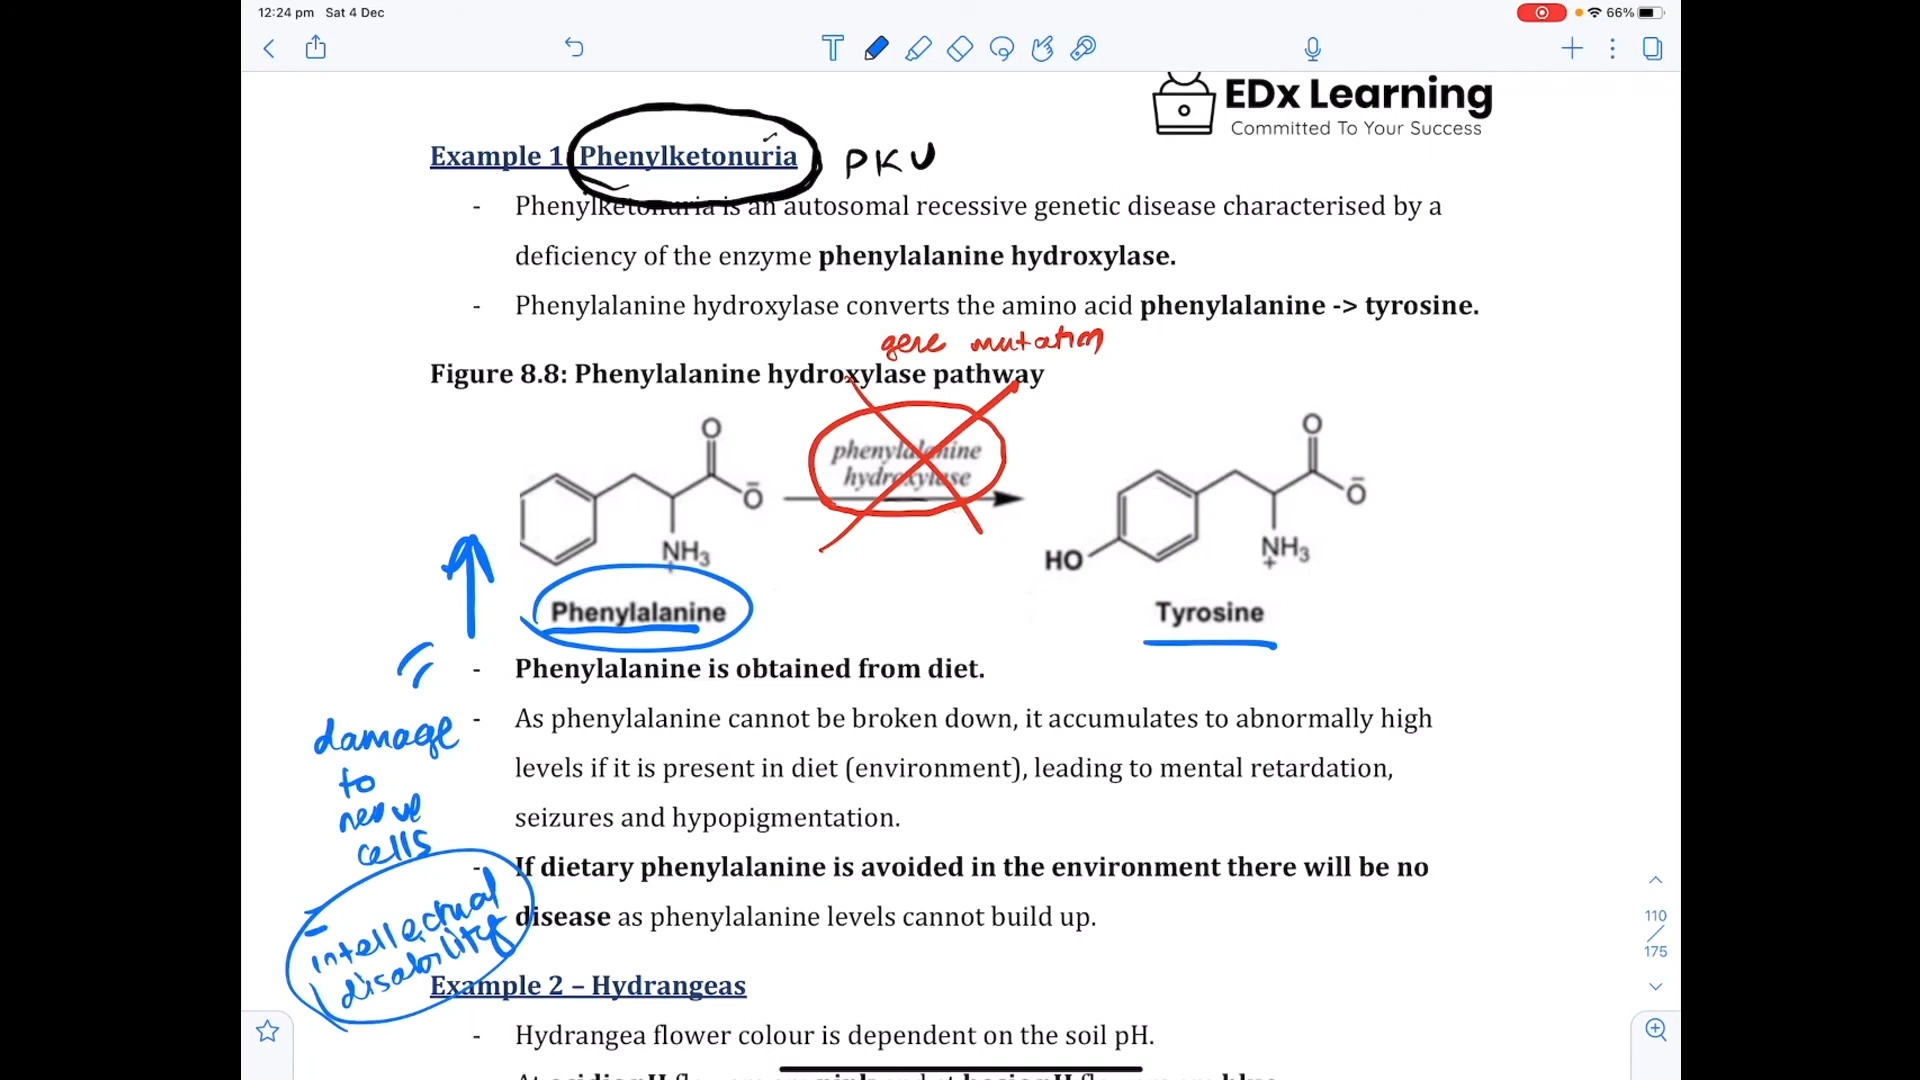 12:24 pm Sat 4 Dec
66%
EDx Learning
Committed To Your Success
Example 1 Phenylketonuria PKU
- Phenylketonuria is an autosomal recessive genetic disease characterised by a
deficiency of the enzyme phenylalanine hydroxylase.
- Phenylalanine hydroxylase converts the amino acid phenylalanine -> tyrosine.
gene mutation
Figure 8.8: Phenylalanine hydroxylase pathway
O
O
phenylalanine
hydroxylase
Ō
Ō
NH3
+
HO
NH3
+
Phenylalanine
Tyrosine
- Phenylalanine is obtained from diet.
damage
to
nerve
cells
- As phenylalanine cannot be broken down, it accumulates to abnormally high
levels if it is present in diet (environment), leading to mental retardation,
seizures and hypopigmentation.
- If dietary phenylalanine is avoided in the environment there will be no
disease as phenylalanine levels cannot build up.
intellectual
disability
110
175
Example 2 – Hydrangeas
- Hydrangea flower colour is dependent on the soil pH.